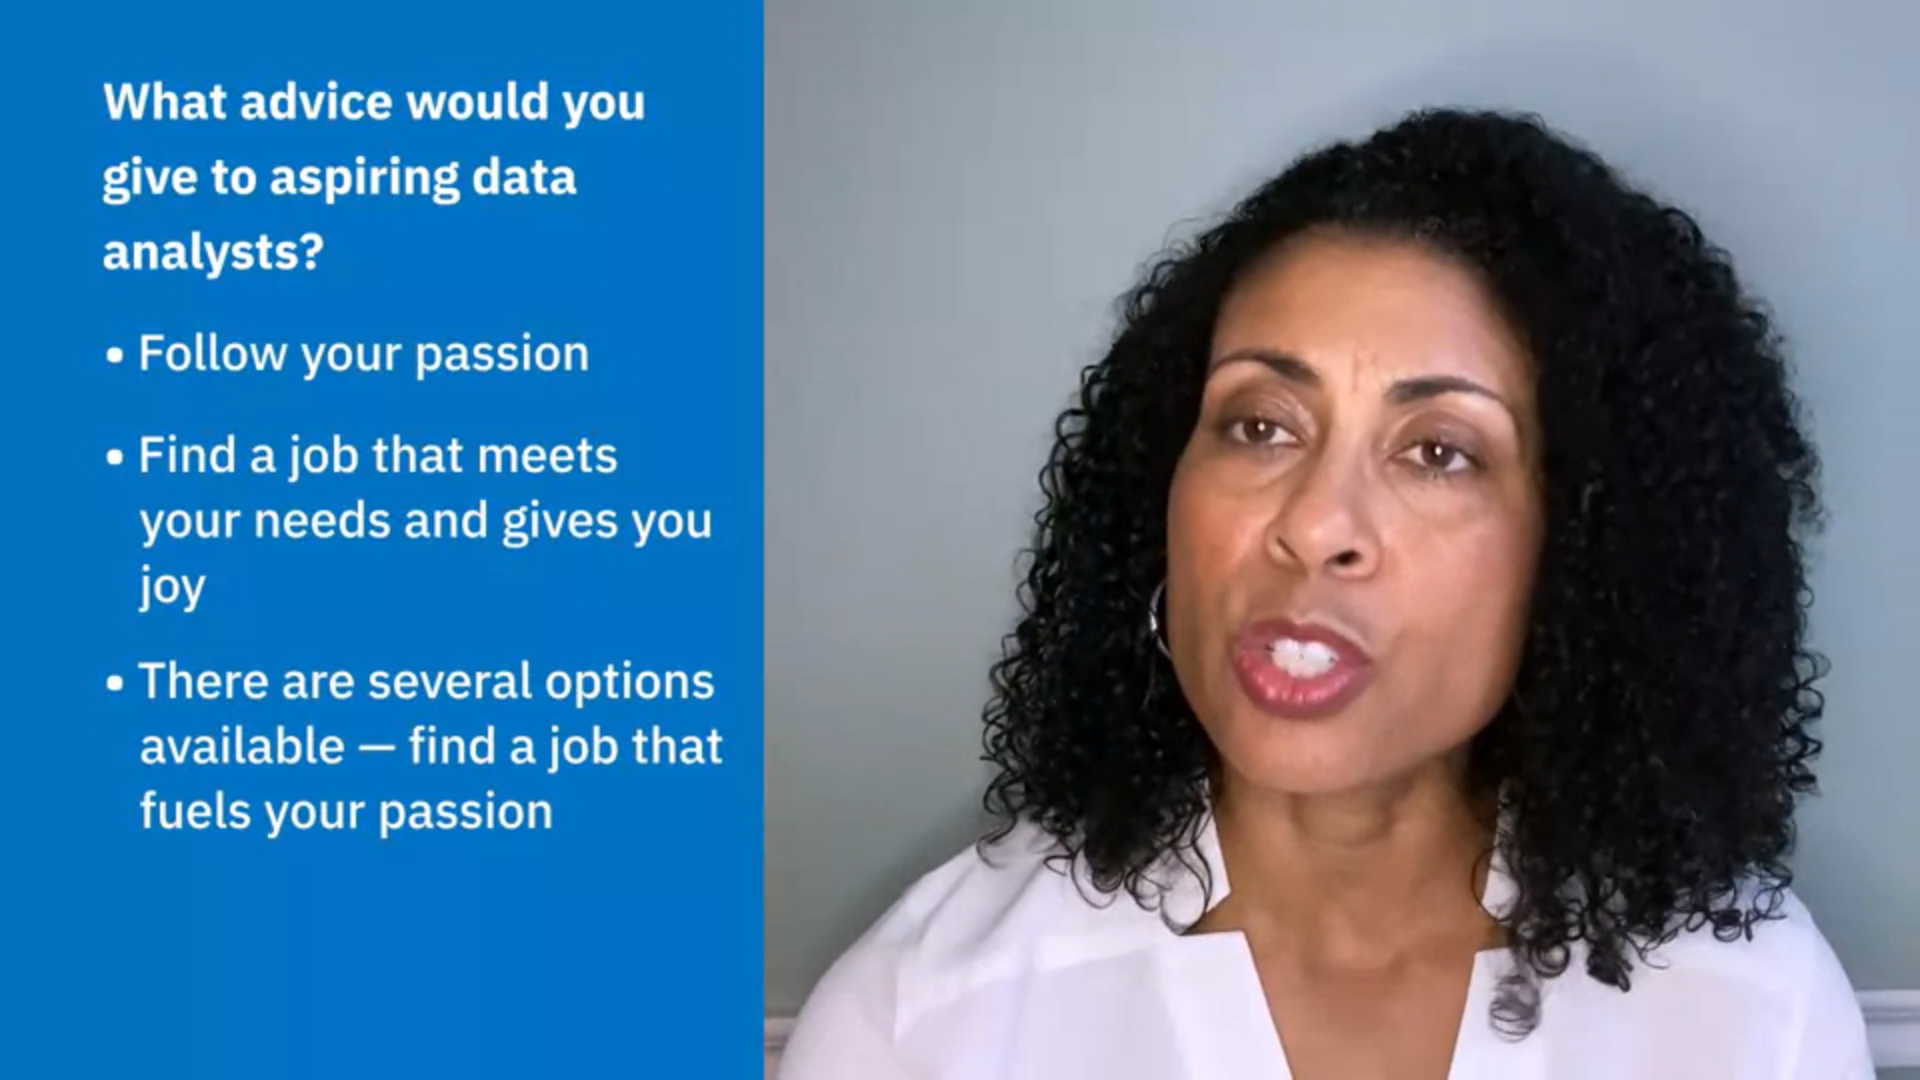 What advice would you
give to aspiring data
analysts?
• Follow your passion
• Find a job that meets
your needs and gives you
joy
• There are several options
available — find a job that
fuels your passion